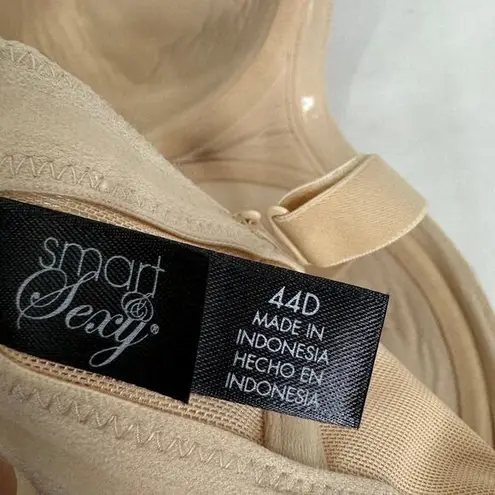 smart
&
Sexy®
44D
MADE IN
INDONESIA
HECHO EN
INDONESIA